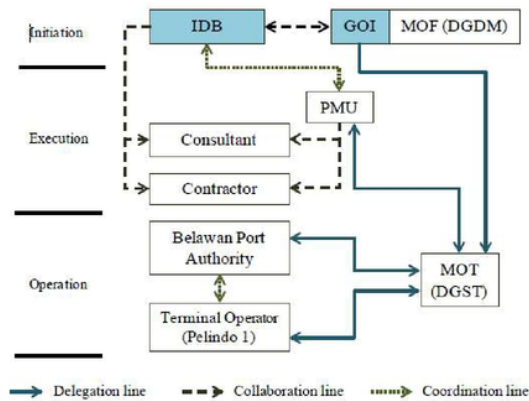 Initiation
IDB
GOI
MOF (DGDM)
PMU
Execution
Consultant
Contractor
Belawan Port
Authority
Operation
MOT
(DGST)
Terminal Operator
(Pelindo 1)
Delegation line
Collaboration line
Coordination line